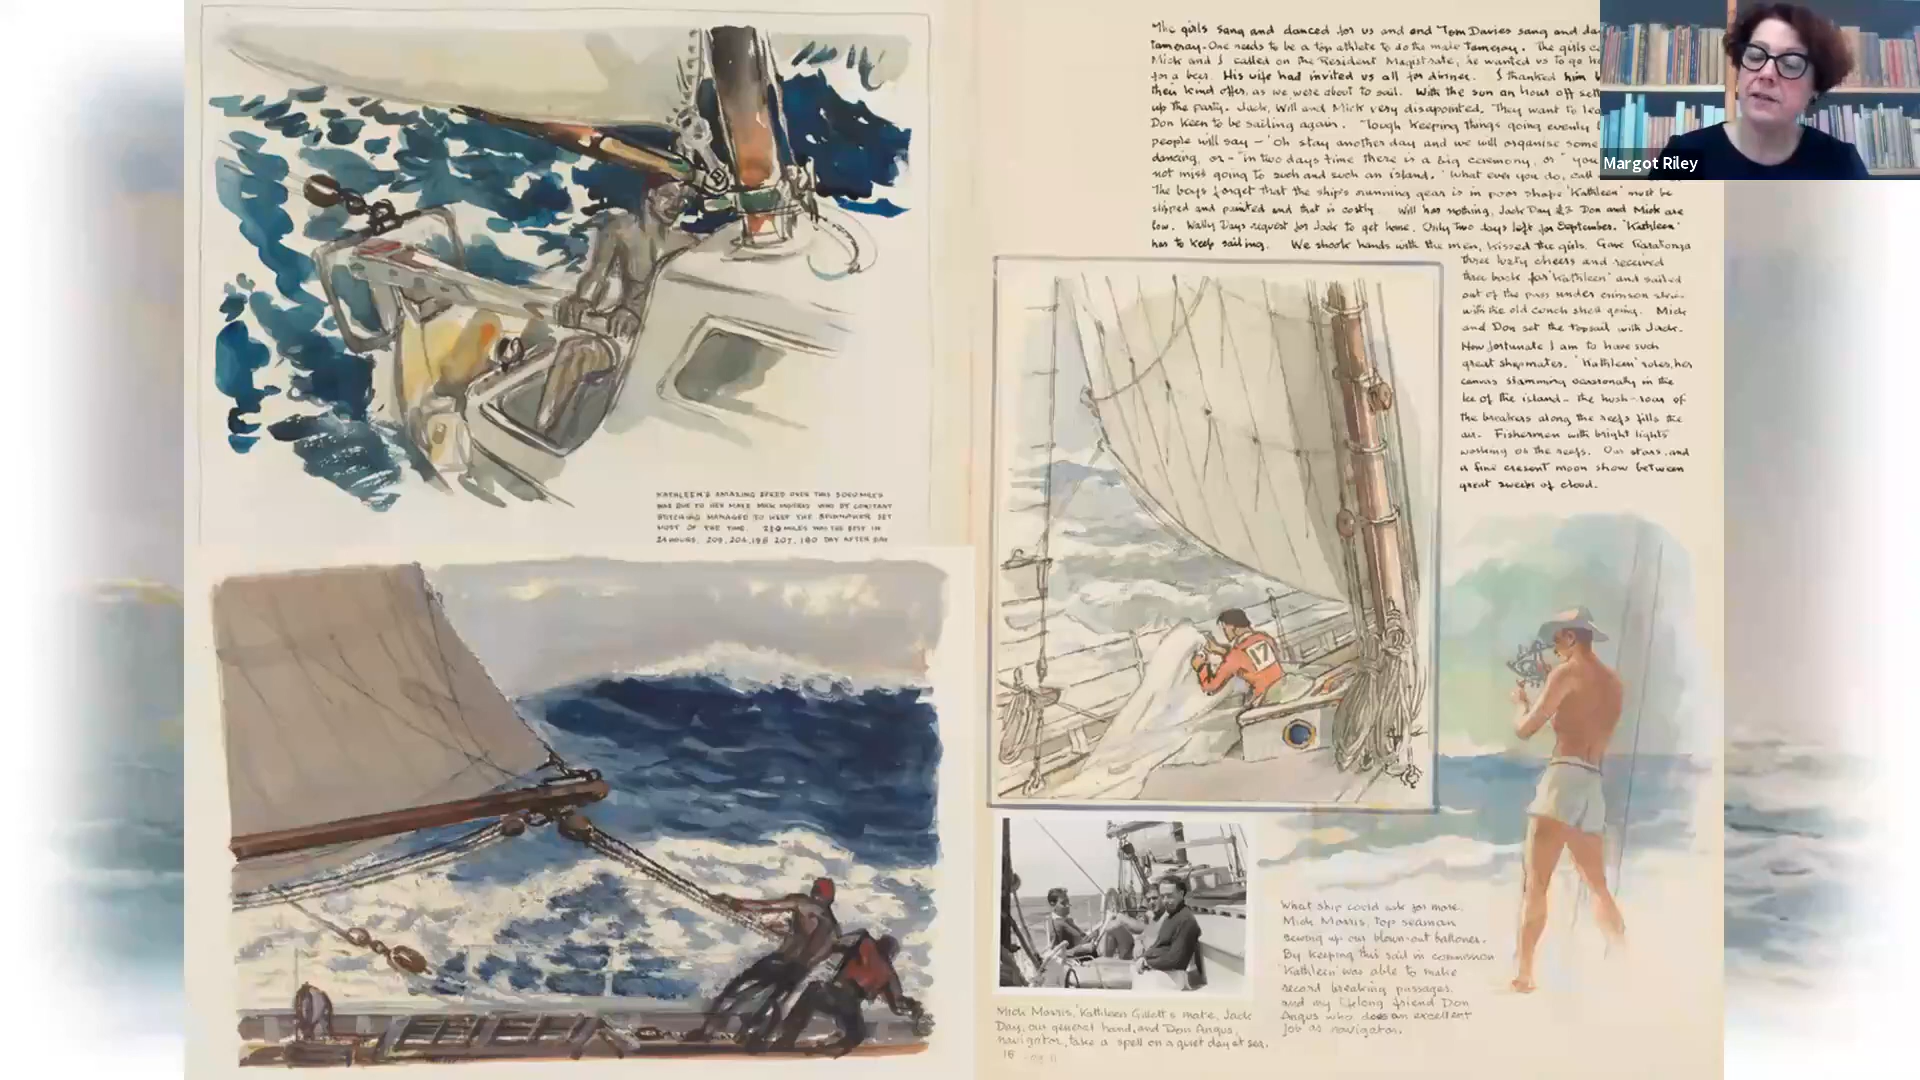 The girls sang and danced for us and and Tom Davies sang and da
Tameray. One needs to be a top athlete to do the male Tameray. The girls c
Mick and I called on the Resident Magistrate, he wanted us to go
for a beer. His wife had invited us all for dinner. I thanked him
their kind offer, as we were about to sail. With the sun an hour off
up the party. Jack, Will and Mick very disapointed. They want to
Don keen to be sailing again. Tough keeping things going evenly
people will say - 'oh stay another day and we will organise some
dancing, or - "in two days time there is a big ceremony, or "you
not miss going to such and such an island.' What ever you do, call
The boys forget that the ship's running gear is in poor shape 'Kathleen' must be
slipped and painted and that is costly. Will has nothing, Jack Day £3 Don and Mick are
low. Wally Days request for Jack to get home. Only two days left for September. 'Kathleen'
has to keep sailing. We shook hands with the men, kissed the girls. Gave Rarotonga
three lusty cheers and received
three back for 'Kathleen' and sailed
out of the pass under crimson
with the old conch shell going. Mick
and Don set the topsail with Jack.
How fortunate I am to have such
great shipmates. 'Kathleen' roles, her
canvas slamming occasionally in the
lee of the island - the hush-roar of
the breakers along the reefs fills the
air. Fishermen with bright lights
working on the reefs. Our stars, and
a fine cresent moon show between
great sweeps of cloud.
Margot Riley
KATHLEEN'S AMAZING SPEED OVER THIS 5000 MILES
WAS DUE TO HER MATE MICK MORRIS WHO BY CONSTANT
STITCHING MANAGED TO KEEP THE SPINNAKER SET
MOST OF THE TIME. MILES WAS THE BEST IN
24 HOURS. 209, 204, 198 207, 180 DAY AFTER DAY
17
What ship could ask for more.
Mick Morris, top seaman
sewing up our blown-out balloner.
By keeping this sail in commission
'Kathleen' was able to make
record breaking passages.
and my lifelong friend Don
Angus who does an excellent
job as navigator.
Mick Morris, 'Kathleen Gillett's mate, Jack
Day, our general hand, and Don Angus,
navigator, take a spell on a quiet day at sea.